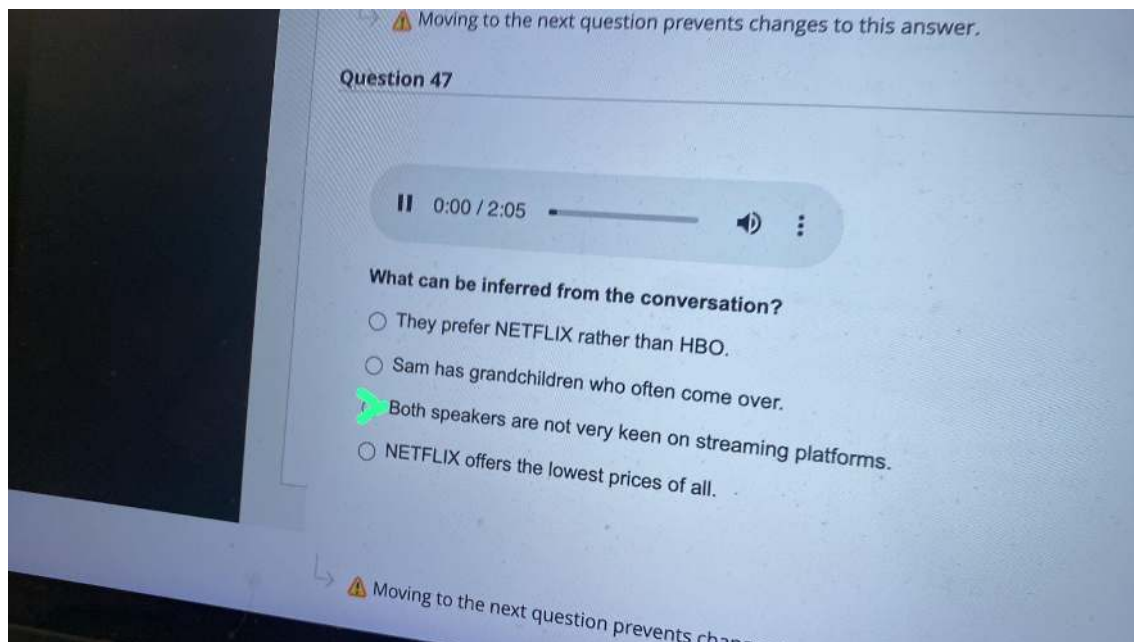 Moving to the next question prevents changes to this answer.
Question 47
0:00 / 2:05
What can be inferred from the conversation?
They prefer NETFLIX rather than HBO.
Sam has grandchildren who often come over.
Both speakers are not very keen on streaming platforms.
NETFLIX offers the lowest prices of all.
Moving to the next question prevents